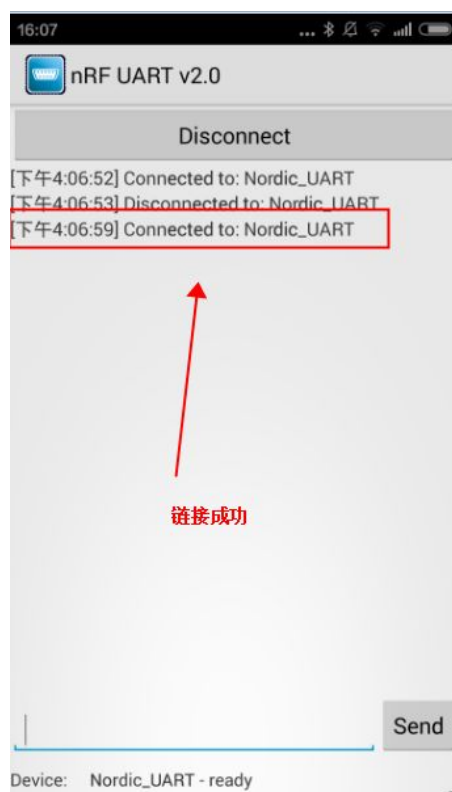 16:07
nRF UART v2.0
Disconnect
[下午4:06:52] Connected to: Nordic_UART
[下午4:06:53] Disconnected to: Nordic_UART
[下午4:06:59] Connected to: Nordic_UART
链接成功
Send
Device: Nordic_UART - ready